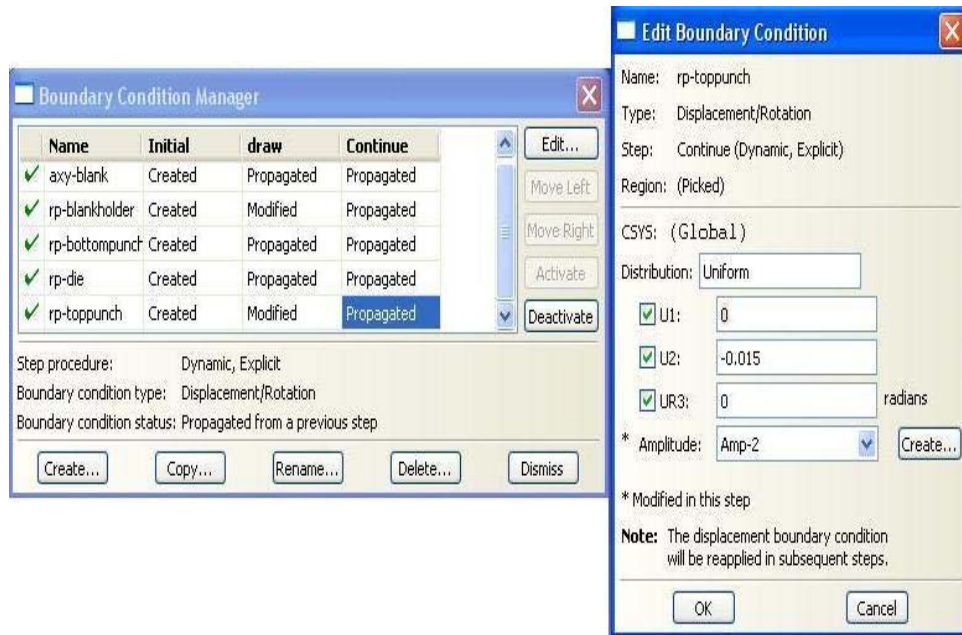 Boundary Condition Manager
Name Initial draw Continue
axy-blank Created Propagated Propagated
rp-blankholder Created Modified Propagated
rp-bottompunch Created Propagated Propagated
rp-die Created Propagated Propagated
rp-toppunch Created Modified Propagated
Edit...
Move Left
Move Right
Activate
Deactivate
Step procedure: Dynamic, Explicit
Boundary condition type: Displacement/Rotation
Boundary condition status: Propagated from a previous step
Create... Copy... Rename... Delete... Dismiss
Edit Boundary Condition
Name: rp-toppunch
Type: Displacement/Rotation
Step: Continue (Dynamic, Explicit)
Region: (Picked)
CSYS: (Global)
Distribution: Uniform
U1: 0
U2: -0.015
UR3: 0 radians
* Amplitude: Amp-2 Create...
* Modified in this step
Note: The displacement boundary condition
will be reapplied in subsequent steps.
OK Cancel